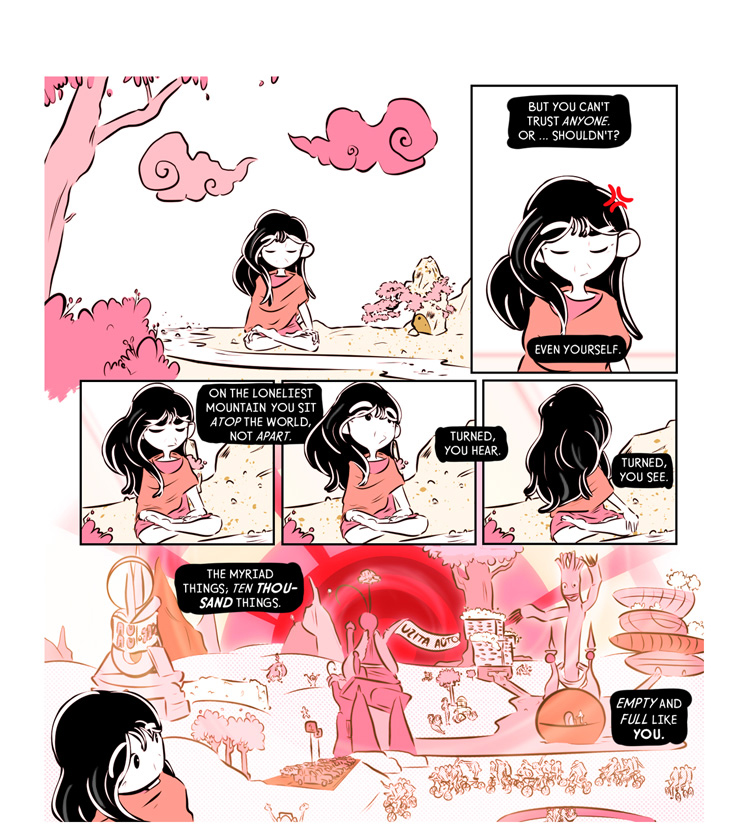 BUT YOU CAN'T
TRUST ANYONE.
OR ... SHOULDN'T?
EVEN YOURSELF.
ON THE LONELIEST
MOUNTAIN YOU SIT
ATOP THE WORLD,
NOT APART.
TURNED,
YOU HEAR.
TURNED,
YOU SEE.
THE MYRIAD
THINGS; TEN THOU-
SAND THINGS.
UZITA AUTO
EMPTY AND
FULL LIKE
YOU.